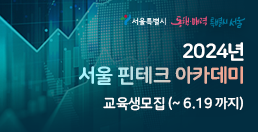 서울특별시 동행·매력 특별시 서울
2024년
서울 핀테크 아카데미
교육생모집 (~ 6.19 까지)